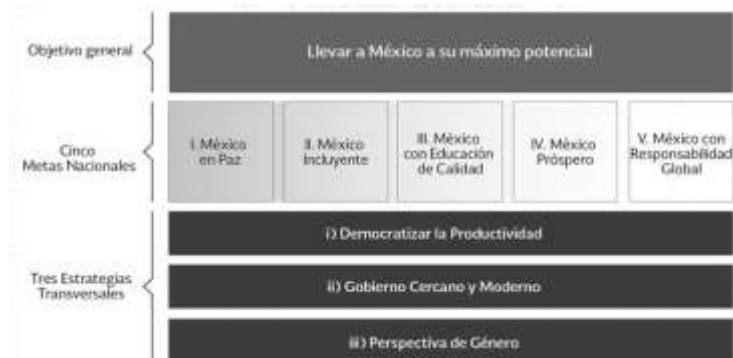 Objetivo general
Llevar a México a su máximo potencial
Cinco
Metas Nacionales
I. México
en Paz
II. México
Incluyente
III. México
con Educación
de Calidad
IV. México
Próspero
V. México con
Responsabilidad
Global
Tres Estrategias
Transversales
i) Democratizar la Productividad
ii) Gobierno Cercano y Moderno
iii) Perspectiva de Género